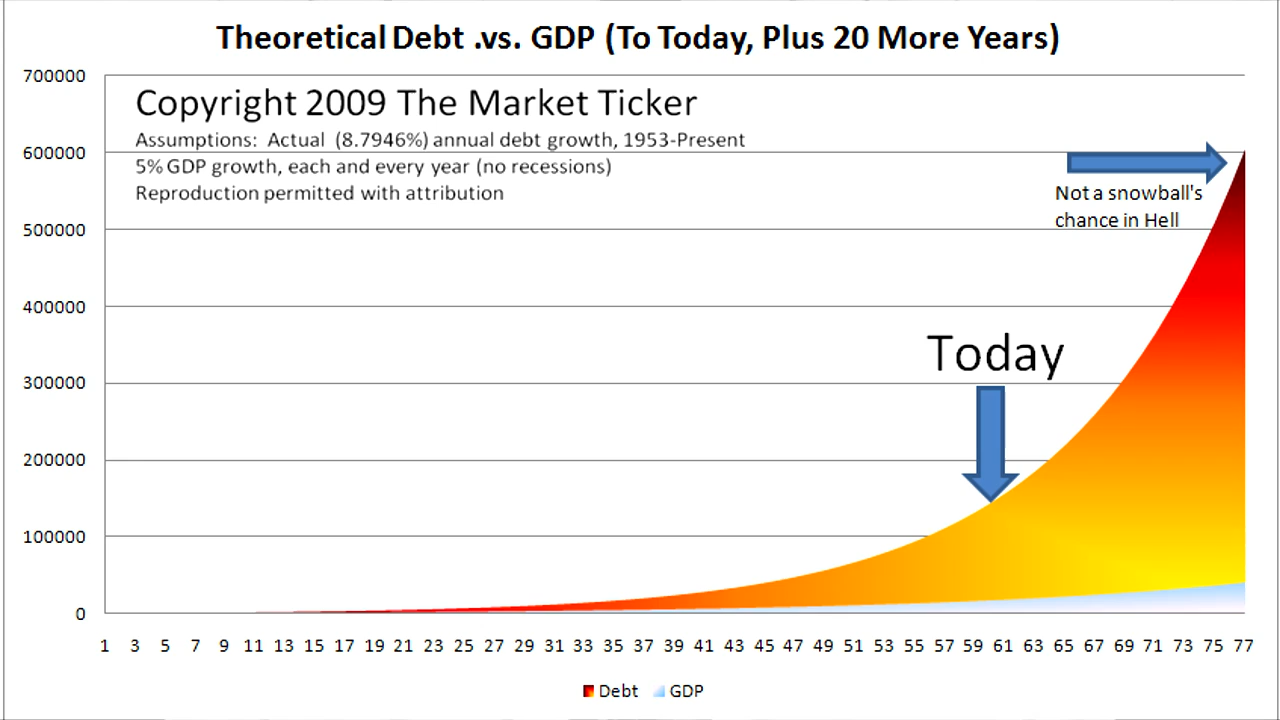 Theoretical Debt .vs. GDP (To Today, Plus 20 More Years)
700000
Copyright 2009 The Market Ticker
Assumptions: Actual (8.7946%) annual debt growth, 1953-Present
5% GDP growth, each and every year (no recessions)
Reproduction permitted with attribution
600000
Not a snowball's
chance in Hell
500000
400000
Today
300000
200000
100000
0
1 3 5 7 9 11 13 15 17 19 21 23 25 27 29 31 33 35 37 39 41 43 45 47 49 51 53 55 57 59 61 63 65 67 69 71 73 75 77
Debt GDP